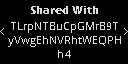 Shared With
TLrpNTBuCpGMrB9T
yVwgEhNVRhtWEQPH
h4